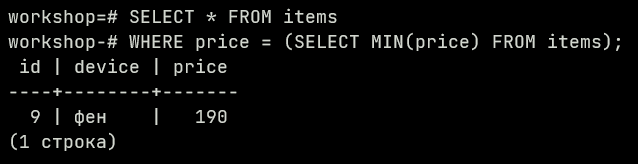 workshop=# SELECT * FROM items
workshop-# WHERE price = (SELECT MIN(price) FROM items);
 id | device | price
----+--------+-------
  9 | фен    |   190
(1 строка)